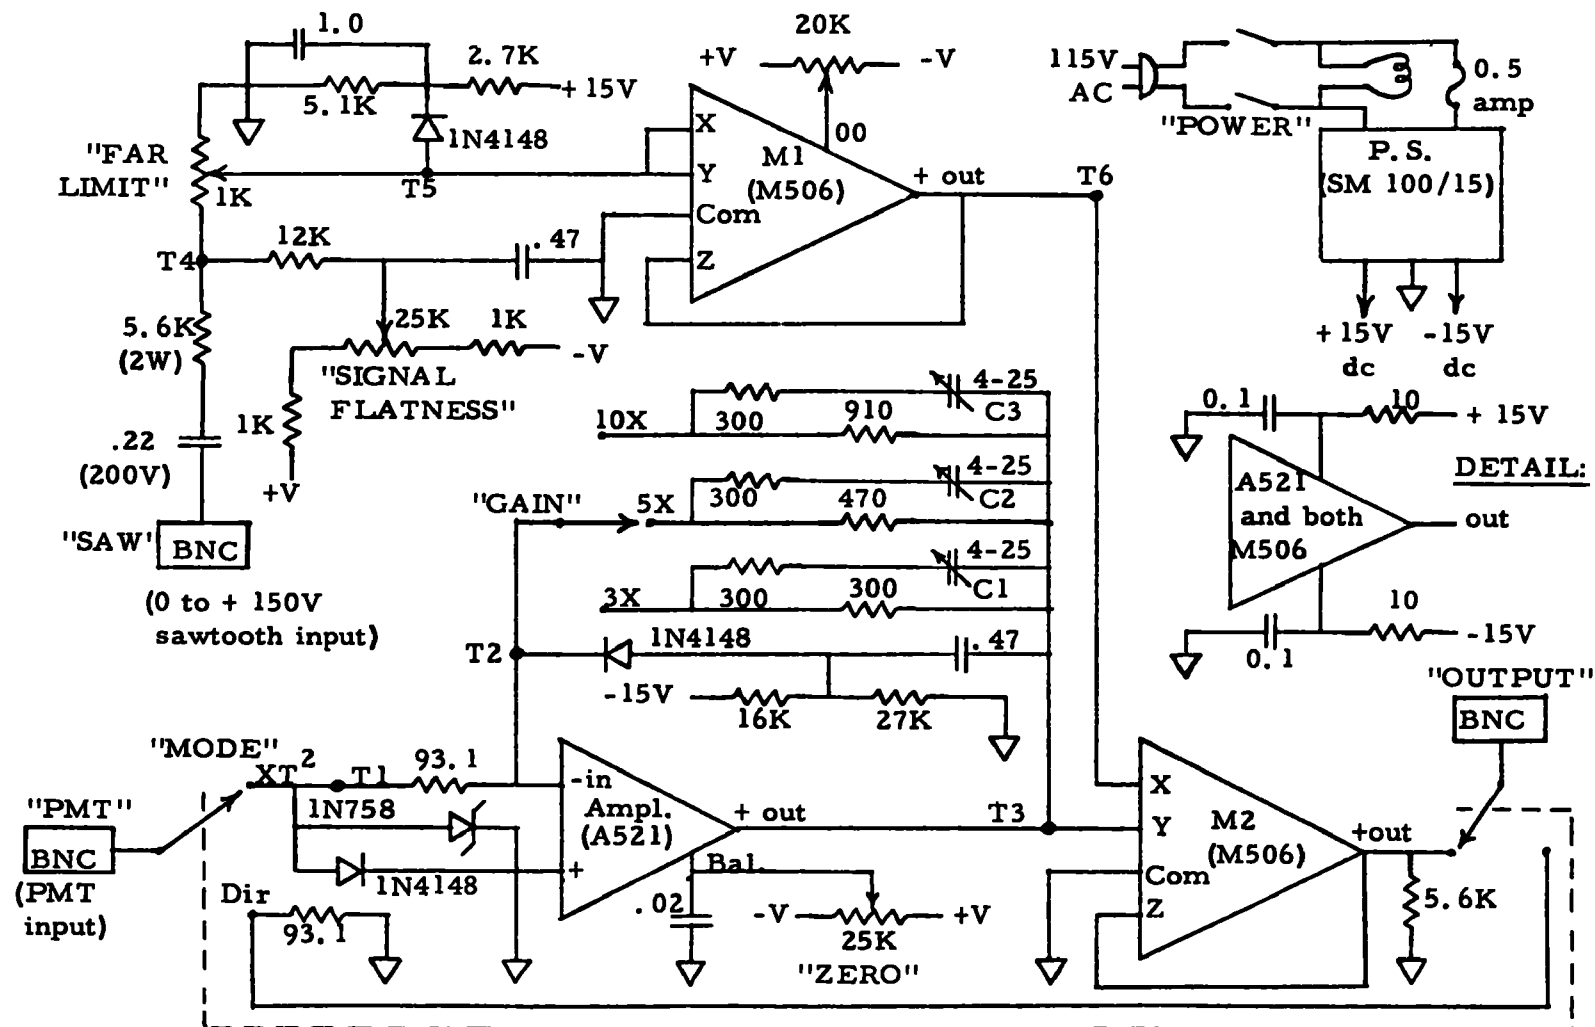 1.0
2.7K
5.1K
+15V
1N4148
"FAR
LIMIT"
1K
T5
T4
12K
.47
5.6K
(2W)
25K
1K
-V
"SIGNAL
FLATNESS"
1K
+V
.22
(200V)
"SAW"
BNC
(0 to + 150V
sawtooth input)
20K
+V
-V
00
X
Y
Com
Z
M1
(M506)
+ out
T6
115V
AC
"POWER"
0.5
amp
P.S.
(SM 100/15)
+15V
dc
-15V
dc
10X
300
910
4-25
C3
"GAIN"
5X
300
470
4-25
C2
3X
300
300
4-25
C1
T2
1N4148
.47
-15V
16K
27K
0.1
10
+ 15V
DETAIL:
A521
and both
M506
out
10
-15V
0.1
"OUTPUT"
BNC
"MODE"
XT2
T1
93.1
"PMT"
BNC
(PMT
input)
1N758
1N4148
Dir
93.1
-in
Ampl.
(A521)
+
+ out
T3
Bal.
.02
-V
+V
25K
"ZERO"
X
Y
Com
Z
M2
(M506)
+out
5.6K